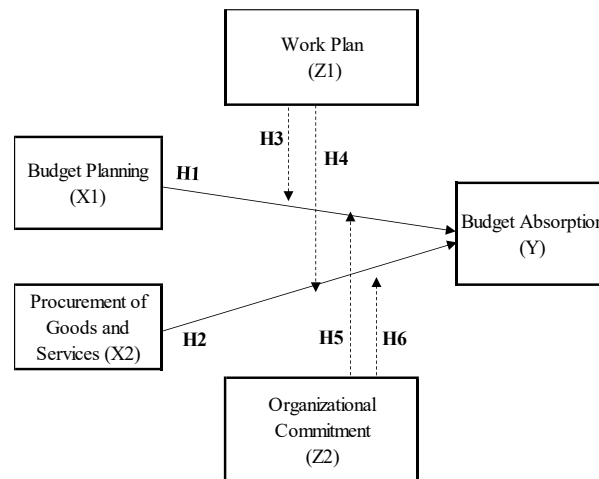 Work Plan
(Z1)
H3
H4
Budget Planning
(X1)
H1
Budget Absorption
(Y)
Procurement of
Goods and
Services (X2)
H2
H5
H6
Organizational
Commitment
(Z2)